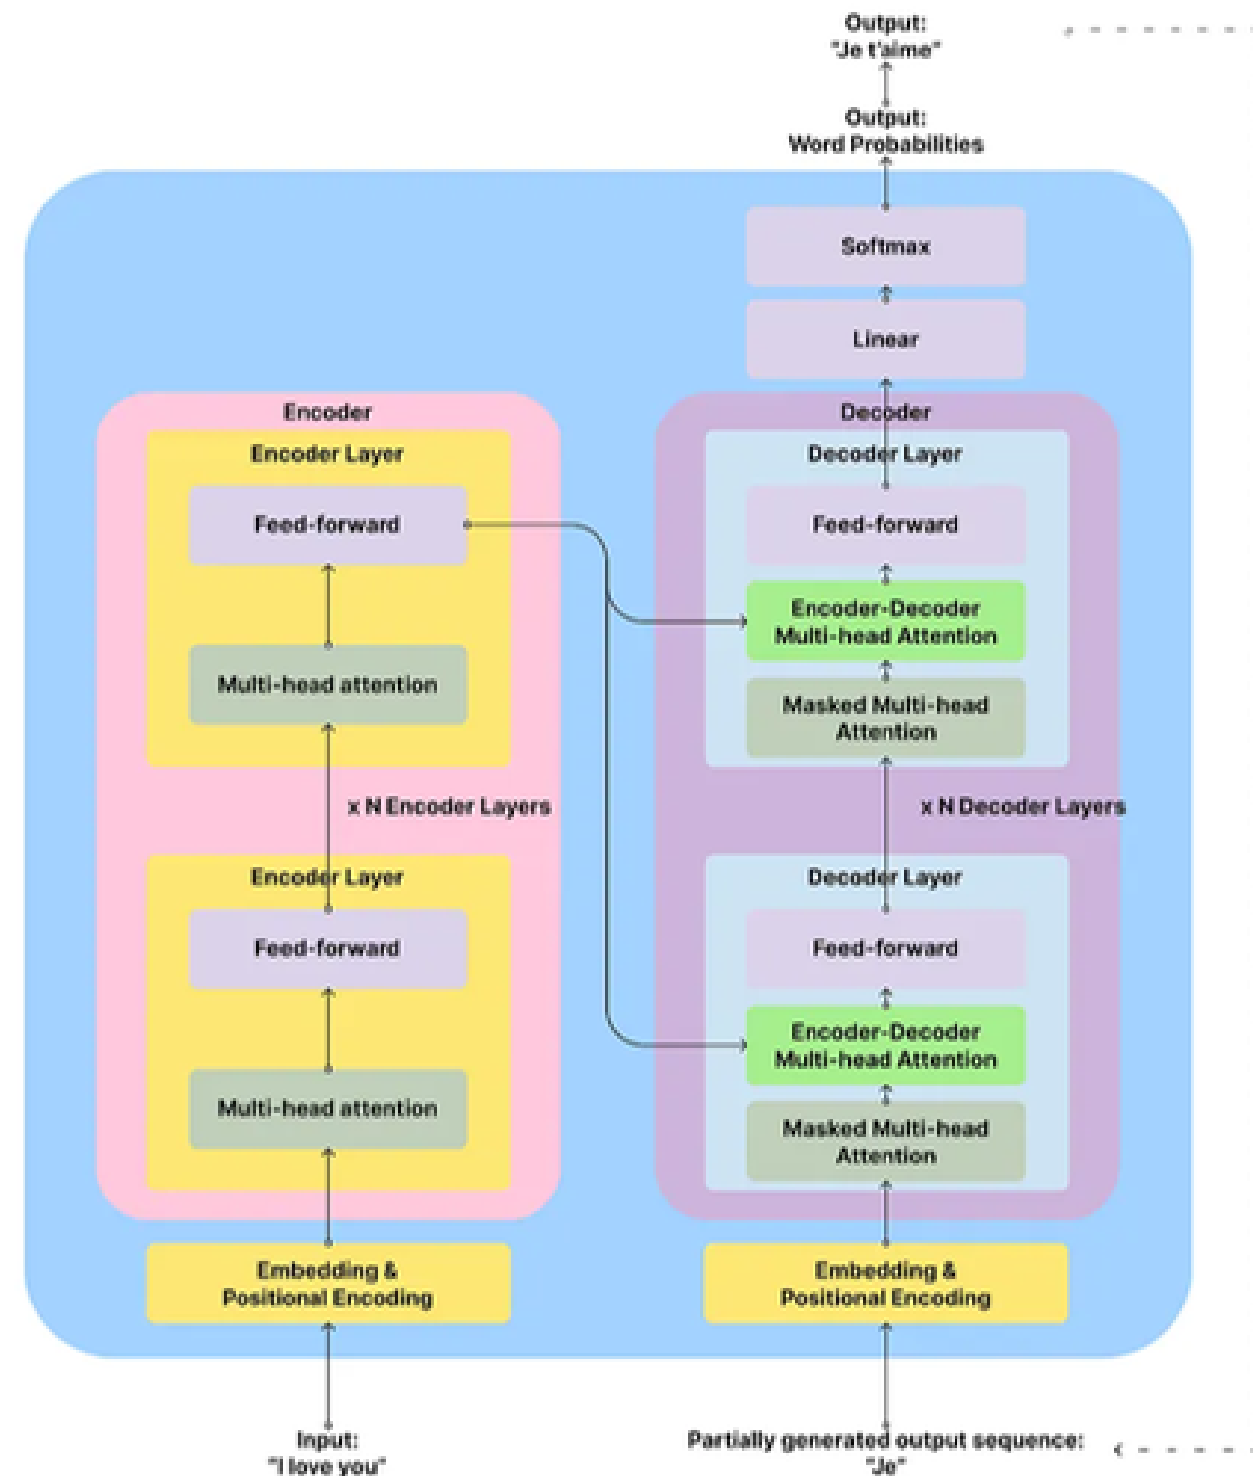 Output:
"Je t'aime"
Output:
Word Probabilities
Softmax
Linear
Encoder
Encoder Layer
Feed-forward
Multi-head attention
x N Encoder Layers
Encoder Layer
Feed-forward
Multi-head attention
Embedding &
Positional Encoding
Input:
"I love you"
Decoder
Decoder Layer
Feed-forward
Encoder-Decoder
Multi-head Attention
Masked Multi-head
Attention
x N Decoder Layers
Decoder Layer
Feed-forward
Encoder-Decoder
Multi-head Attention
Masked Multi-head
Attention
Embedding &
Positional Encoding
Partially generated output sequence:
"Je"